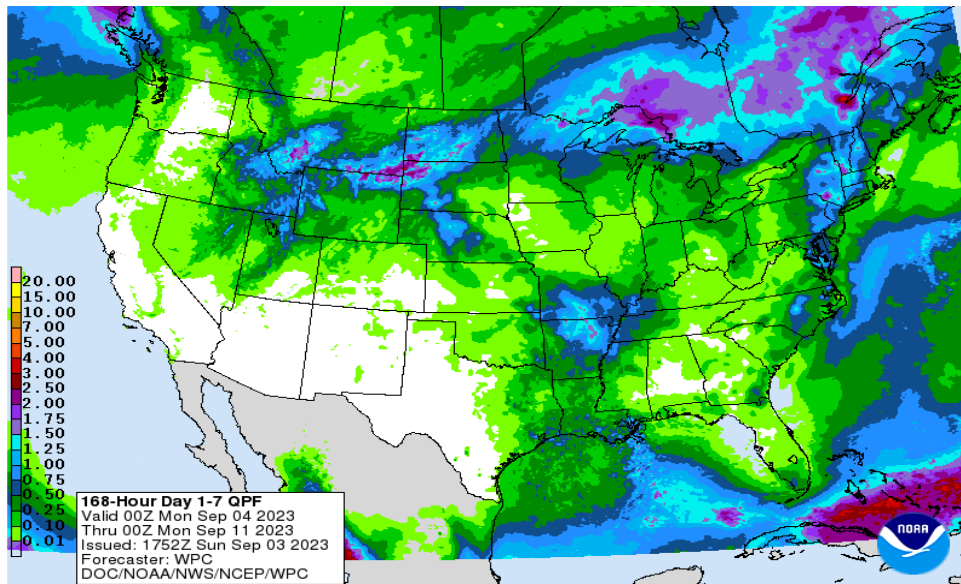 20.00
15.00
10.00
7.00
5.00
4.00
3.00
2.50
2.00
1.75
1.50
1.25
1.00
0.75
0.50
0.25
0.10
0.01
168-Hour Day 1-7 QPF
Valid 00Z Mon Sep 04 2023
Thru 00Z Mon Sep 11 2023
Issued: 1752Z Sun Sep 03 2023
Forecaster: WPC
DOC/NOAA/NWS/NCEP/WPC
NOAA